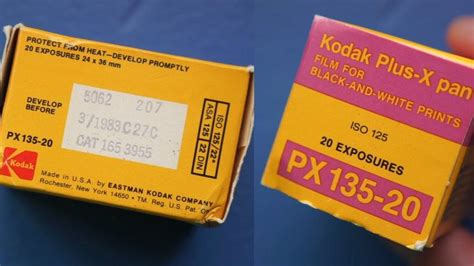 PROTECT FROM HEAT—DEVELOP PROMPTLY
20 EXPOSURES 24 x 36 mm
DEVELOP
BEFORE
5062 207
3/1983 C27C
CAT 165 3955
ASA 125 22 DIN
ISO 125/22°
PX 135-20
Kodak
Made in U.S.A. by EASTMAN KODAK COMPANY
Rochester, New York 14650 • TM. Reg. U.S. Pat. Off.
Kodak Plus-X pan
FILM FOR
BLACK-AND-WHITE PRINTS
ISO 125
20 EXPOSURES
PX 135-20